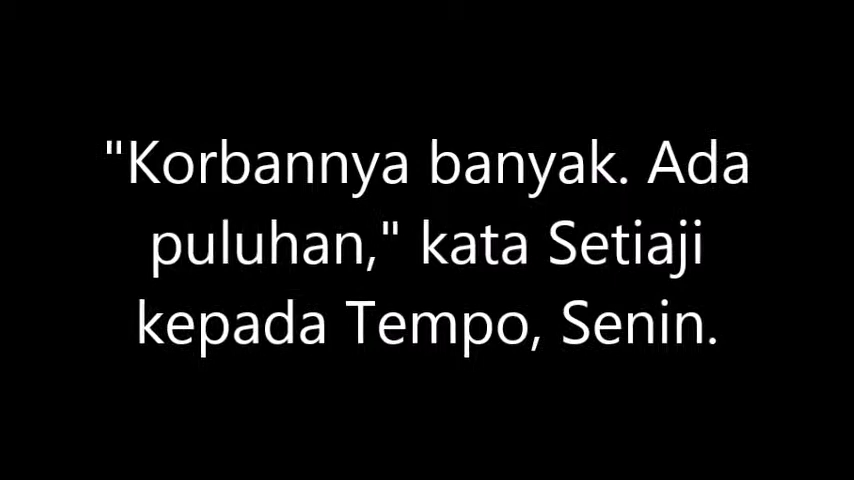 "Korbannya banyak. Ada
puluhan," kata Setiaji
kepada Tempo, Senin.